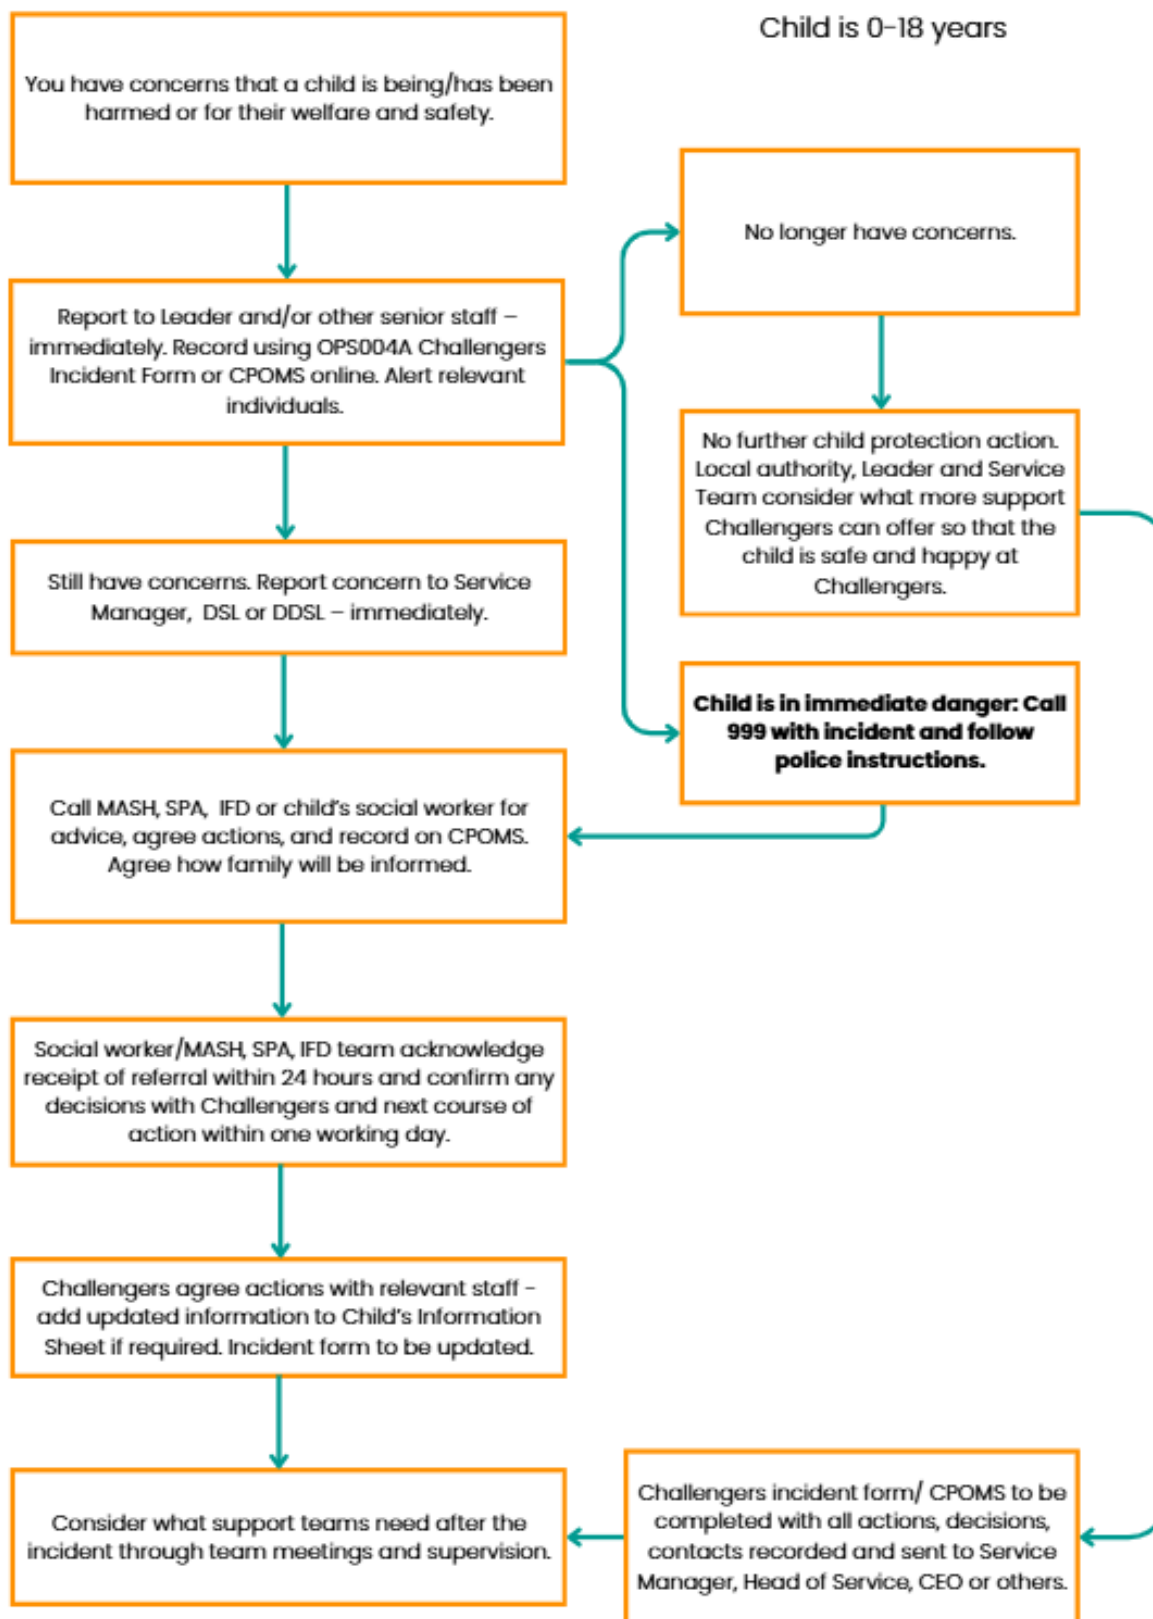 Child is 0-18 years
You have concerns that a child is being/has been
harmed or for their welfare and safety.
No longer have concerns.
Report to Leader and/or other senior staff –
immediately. Record using OPS004A Challengers
Incident Form or CPOMS online. Alert relevant
individuals.
No further child protection action.
Local authority, Leader and Service
Team consider what more support
Challengers can offer so that the
child is safe and happy at
Challengers.
Still have concerns. Report concern to Service
Manager, DSL or DDSL – immediately.
Child is in immediate danger: Call
999 with incident and follow
police instructions.
Call MASH, SPA, IFD or child's social worker for
advice, agree actions, and record on CPOMS.
Agree how family will be informed.
Social worker/MASH, SPA, IFD team acknowledge
receipt of referral within 24 hours and confirm any
decisions with Challengers and next course of
action within one working day.
Challengers agree actions with relevant staff -
add updated information to Child's Information
Sheet if required. Incident form to be updated.
Challengers incident form/ CPOMS to be
completed with all actions, decisions,
contacts recorded and sent to Service
Manager, Head of Service, CEO or others.
Consider what support teams need after the
incident through team meetings and supervision.